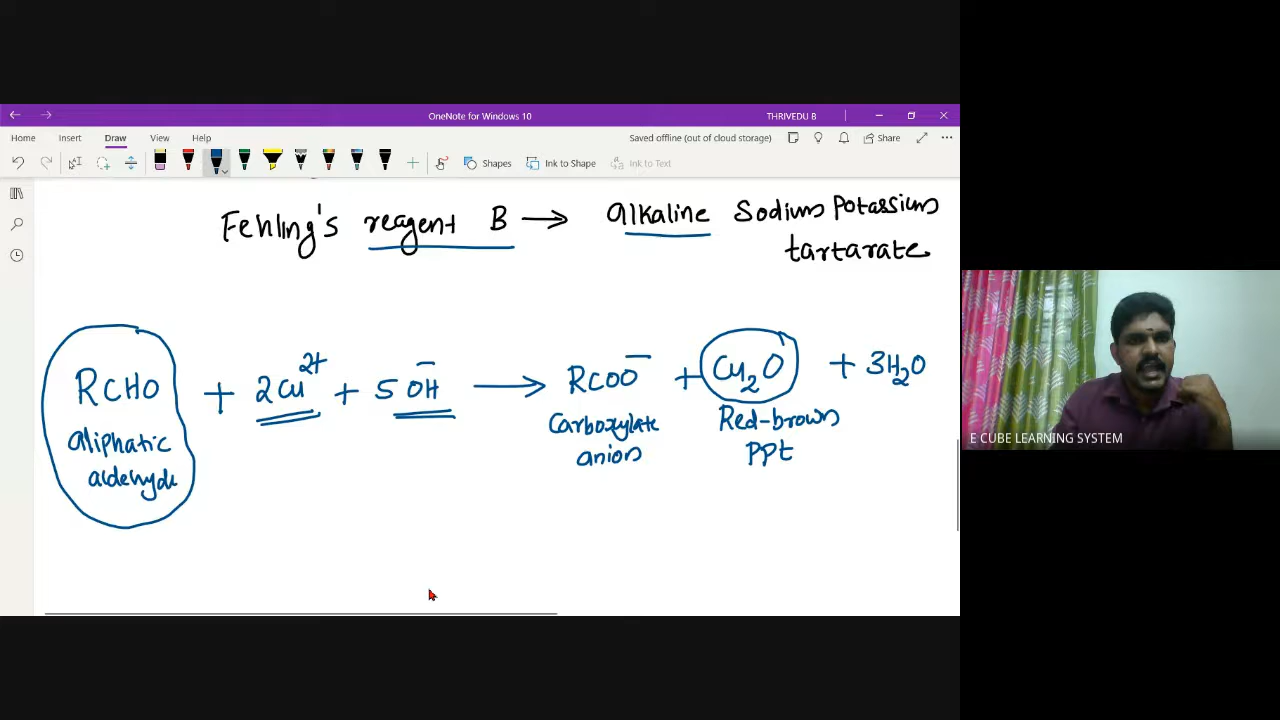 OneNote for Windows 10
THRIVEDU B
Home Insert Draw View Help
Saved offline (out of cloud storage)
Share
Shapes
Ink to Shape
Ink to Text
Fehling's reagent B → alkaline Sodium Potassium
tartarate
RCHO + 2Cu²⁺ + 5OH⁻ → RCOO⁻ + Cu₂O + 3H₂O
aliphatic
aldehyde
Carboxylate
anion
Red-brown
PPt
E CUBE LEARNING SYSTEM